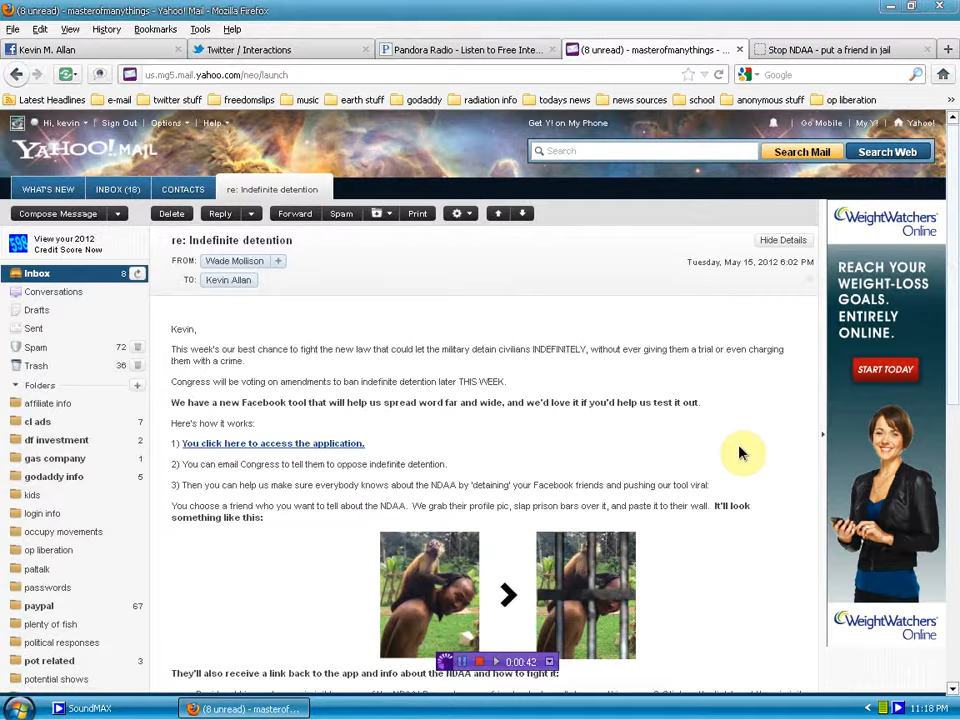 (8 unread) - masterofmanythings - Yahoo! Mail - Mozilla Firefox
File Edit View History Bookmarks Tools Help
Kevin M. Allan × Twitter / Interactions × Pandora Radio - Listen to Free Inte... × (8 unread) - masterofmanythings - ... × Stop NDAA - put a friend in jail × +
us.mg5.mail.yahoo.com/neo/launch Google
Latest Headlines e-mail twitter stuff freedomslips music earth stuff godaddy radiation info todays news news sources school anonymous stuff op liberation »
Hi, kevin Sign Out Options Help Get Y! on My Phone Go Mobile My Y! Yahoo!
YAHOO! MAIL Search Search Mail Search Web
WHAT'S NEW INBOX (18) CONTACTS re: Indefinite detention
Compose Message Delete Reply Forward Spam Print
View your 2012
Credit Score Now
re: Indefinite detention Hide Details
FROM: Wade Mollison + Tuesday, May 15, 2012 6:02 PM
TO: Kevin Allan
Inbox 8
Conversations
Drafts
Sent
Spam 72
Trash 36
Folders +
affiliate info
cl ads 7
df investment 2
gas company 1
godaddy info 5
kids
login info
occupy movements
op liberation
paltalk
passwords
paypal 67
plenty of fish
political responses
pot related 3
potential shows
Kevin,
This week's our best chance to fight the new law that could let the military detain civilians INDEFINITELY, without ever giving them a trial or even charging
them with a crime.
Congress will be voting on amendments to ban indefinite detention later THIS WEEK.
We have a new Facebook tool that will help us spread word far and wide, and we'd love it if you'd help us test it out.
Here's how it works:
1) You click here to access the application.
2) You can email Congress to tell them to oppose indefinite detention.
3) Then you can help us make sure everybody knows about the NDAA by 'detaining' your Facebook friends and pushing our tool viral:
You choose a friend who you want to tell about the NDAA. We grab their profile pic, slap prison bars over it, and paste it to their wall. It'll look
something like this:
0:00:42
They'll also receive a link back to the app and info about the NDAA and how to fight it:
WeightWatchers
Online
REACH YOUR
WEIGHT-LOSS
GOALS.
ENTIRELY
ONLINE.
START TODAY
WeightWatchers
Online
SoundMAX (8 unread) - masterof... 11:18 PM